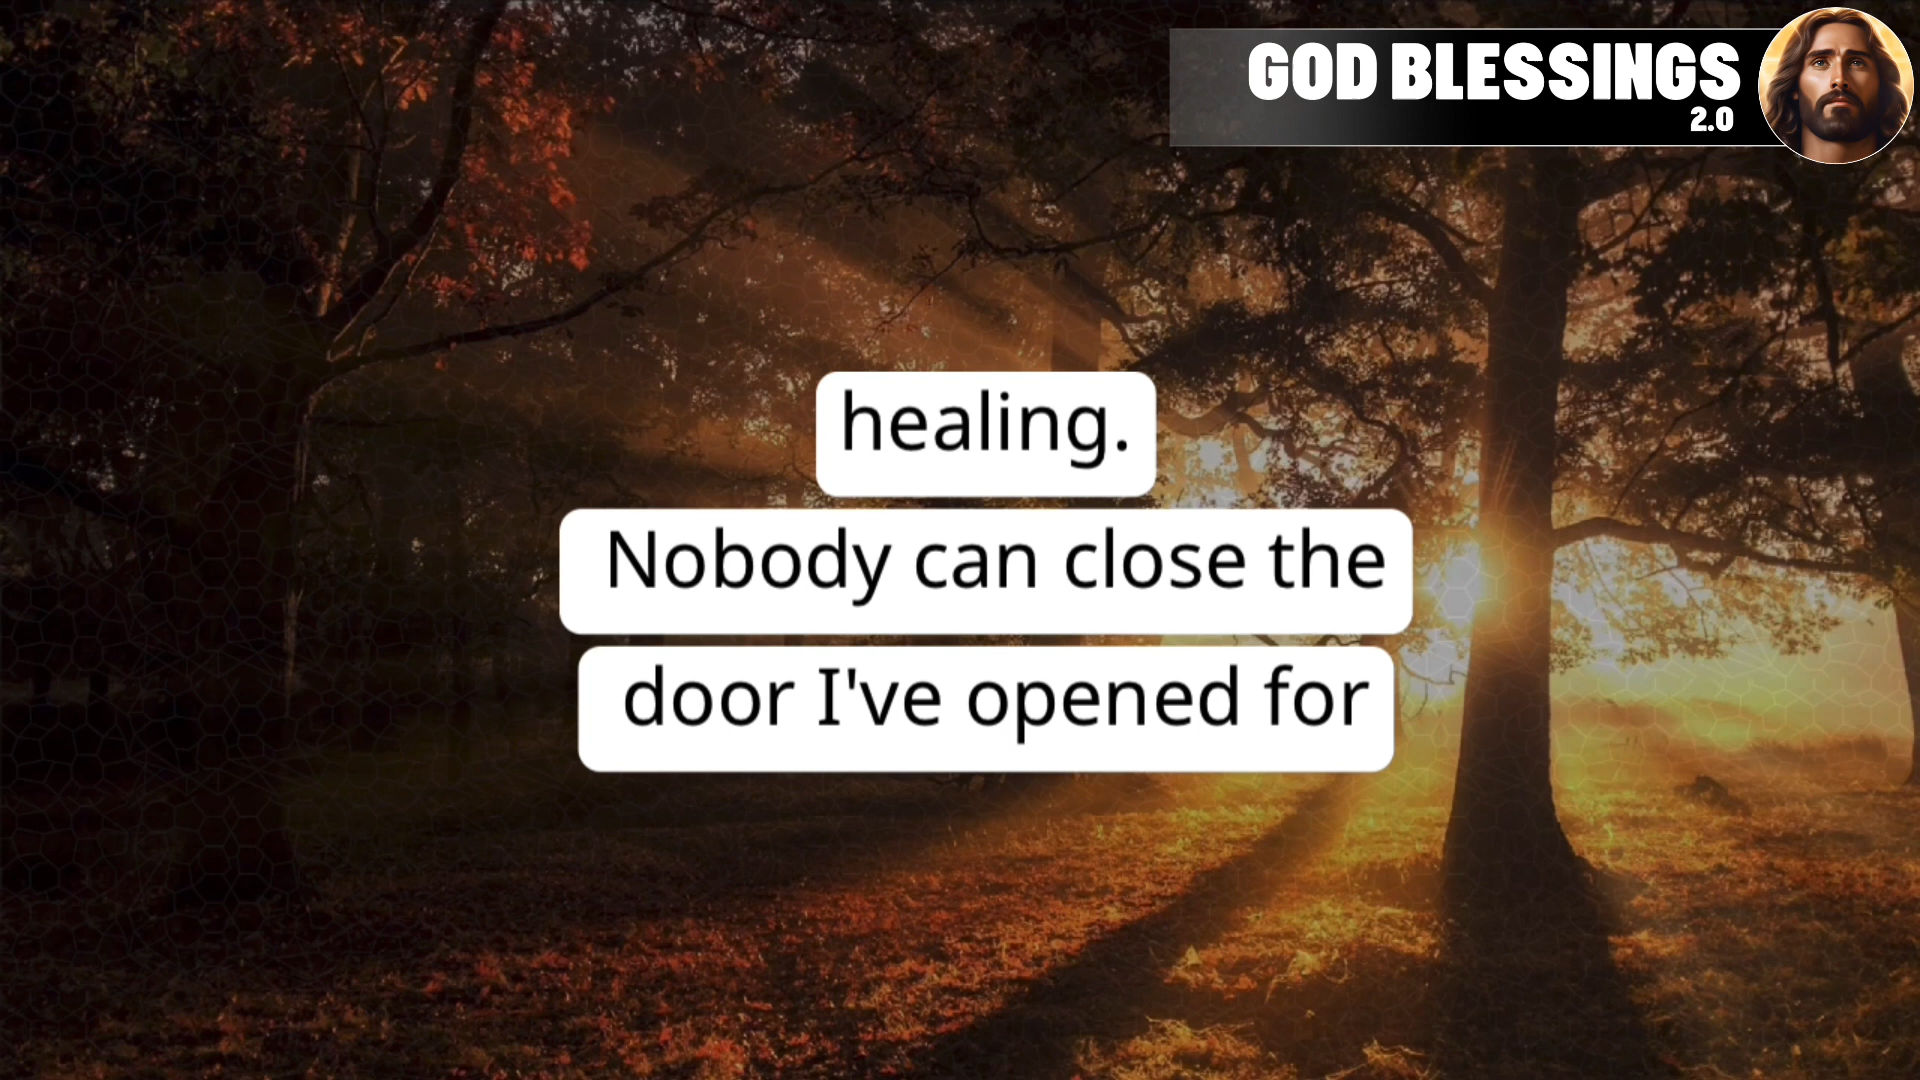 GOD BLESSINGS
2.0
healing.
Nobody can close the
door I've opened for